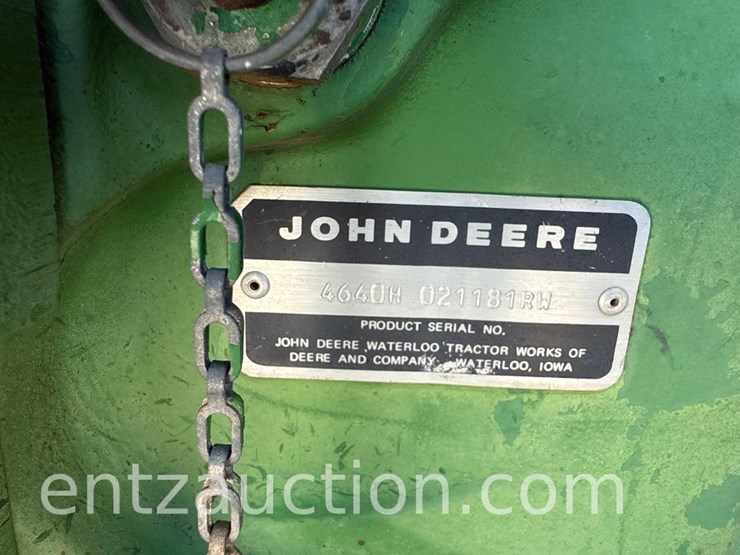 JOHN DEERE
4640H 021181RW
PRODUCT SERIAL NO.
JOHN DEERE WATERLOO TRACTOR WORKS OF
DEERE AND COMPANY WATERLOO, IOWA
entzauction.com